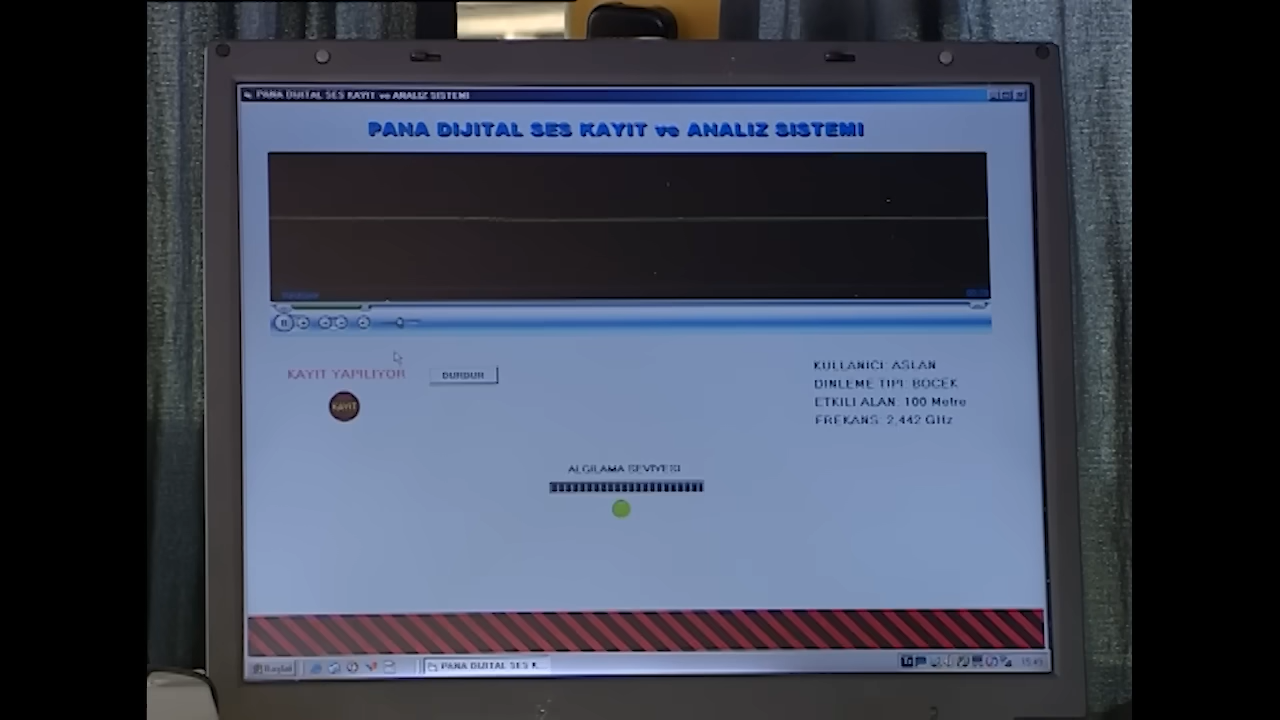 PANA DIJITAL SES KAYIT ve ANALIZ SISTEMI
PANA DIJITAL SES KAYIT ve ANALIZ SISTEMI
KAYIT YAPILIYOR
DURDUR
KAYIT
KULLANICI: ASLAN
DINLEME TIPI: BOCEK
ETKILI ALAN: 100 Metre
FREKANS: 2,442 GHz
ALGILAMA SEVIYESI
Başlat
PANA DIJITAL SES K...